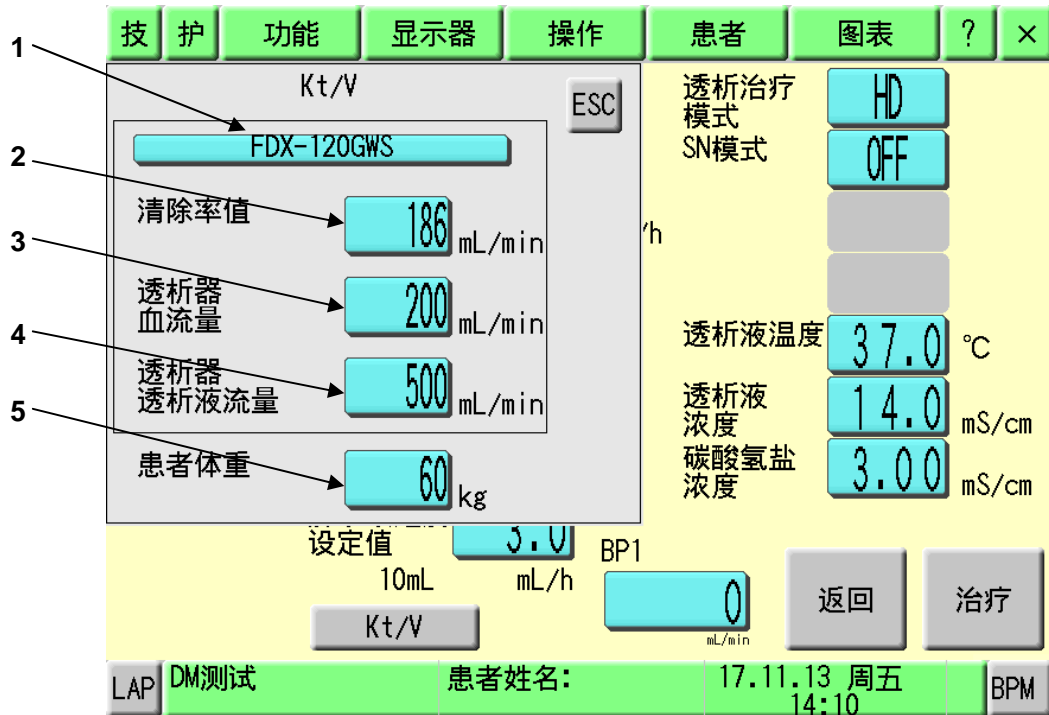 技 护 功能 显示器 操作 患者 图表 ? ×
1
Kt/V
ESC
透析治疗
模式
HD
FDX-120GWS
2
SN模式
OFF
清除率值
186 mL/min
3
/h
透析器
血流量
200 mL/min
4
透析液温度
37.0 ℃
透析器
透析液流量
500 mL/min
透析液
浓度
14.0 mS/cm
5
患者体重
60 kg
碳酸氢盐
浓度
3.00 mS/cm
设定值
3.0
BP1
10mL mL/h
0
mL/min
返回
治疗
Kt/V
LAP DM测试 患者姓名: 17.11.13 周五
14:10
BPM